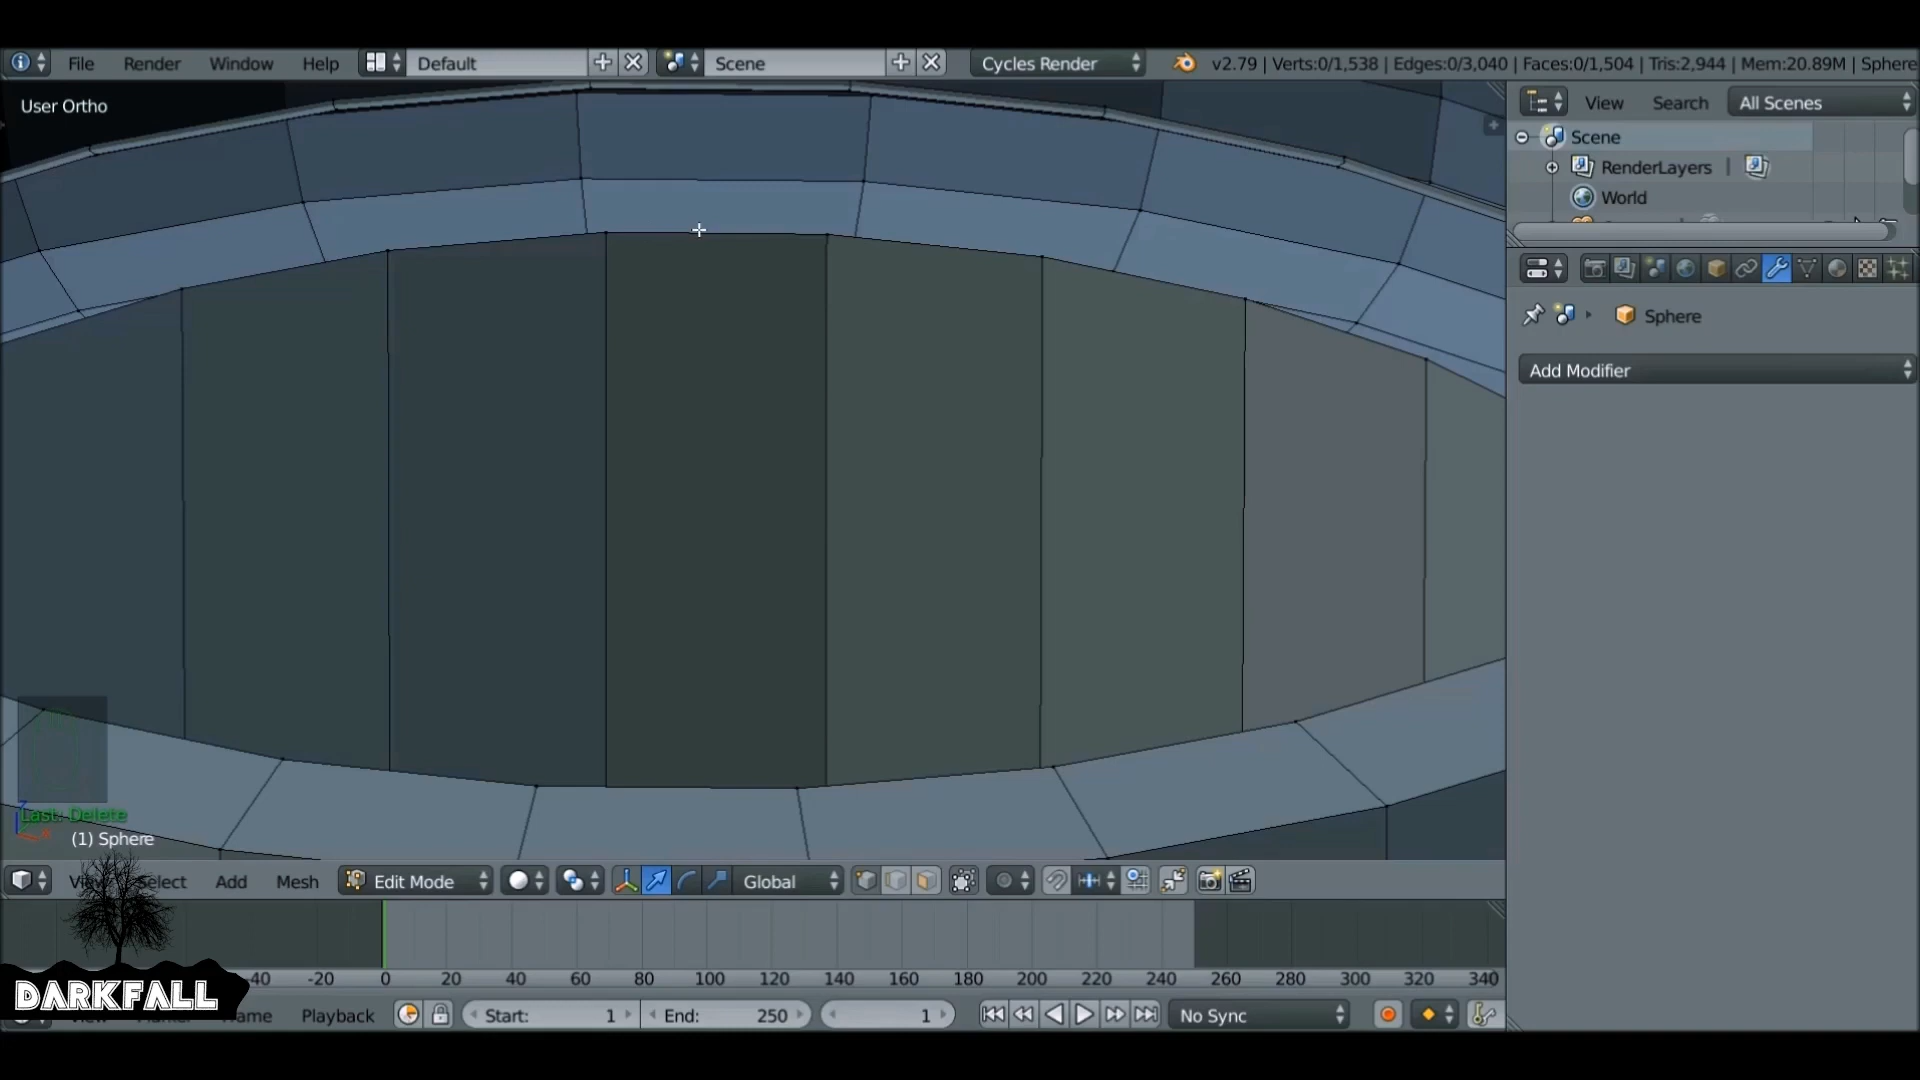 File Render Window Help Default Scene Cycles Render v2.79 | Verts:0/1,538 | Edges:0/3,040 | Faces:0/1,504 | Tris:2,944 | Mem:20.89M | Sphere
User Ortho
View Search All Scenes
Scene
RenderLayers |
World
Sphere
Add Modifier
Last: Delete
(1) Sphere
Select Add Mesh Edit Mode Global
-40 -20 0 20 40 60 80 100 120 140 160 180 200 220 240 260 280 300 320 340
DARKFALL
Playback Start: 1 End: 250 1 No Sync